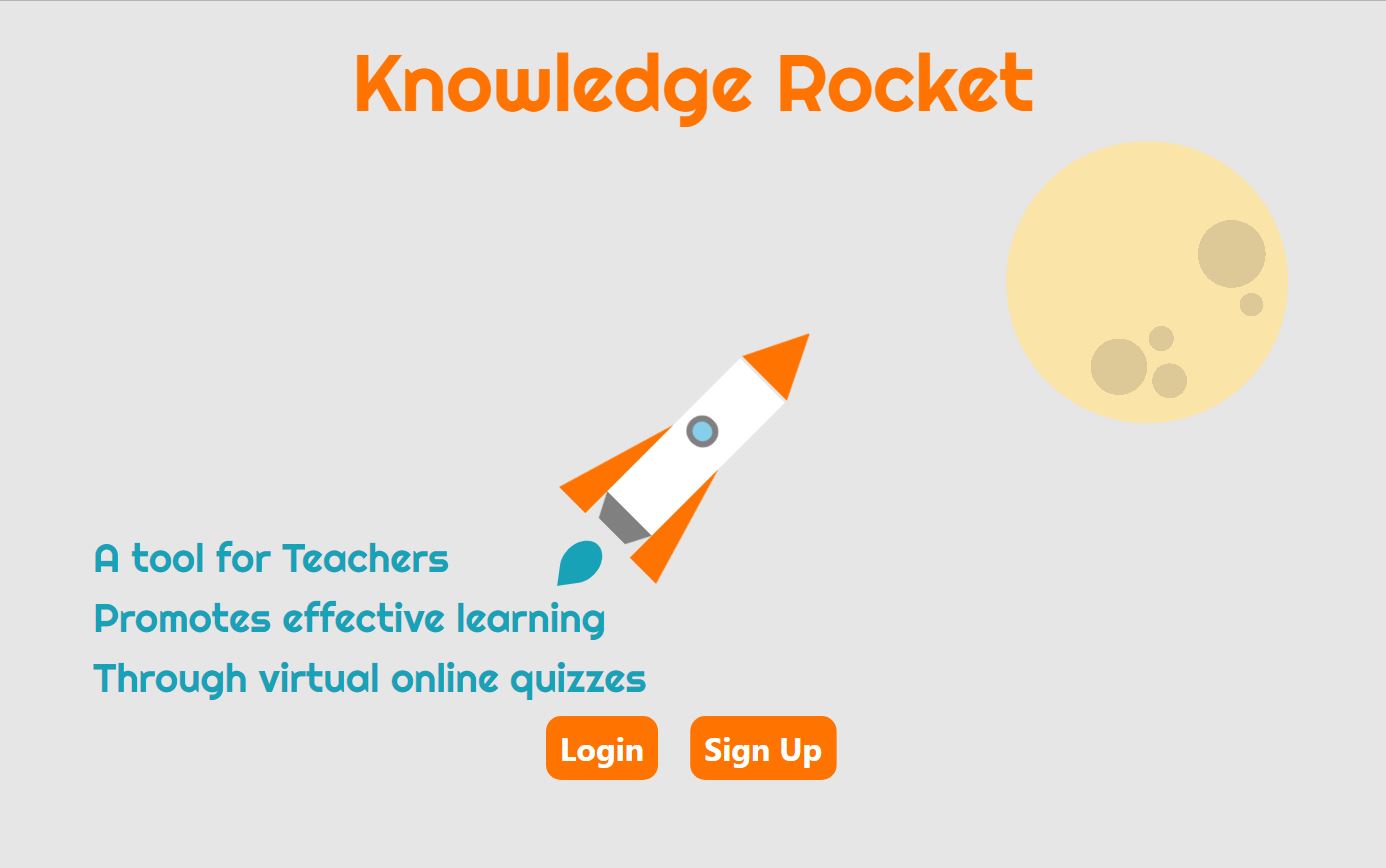 Knowledge Rocket
A tool for Teachers
Promotes effective learning
Through virtual online quizzes
Login
Sign Up